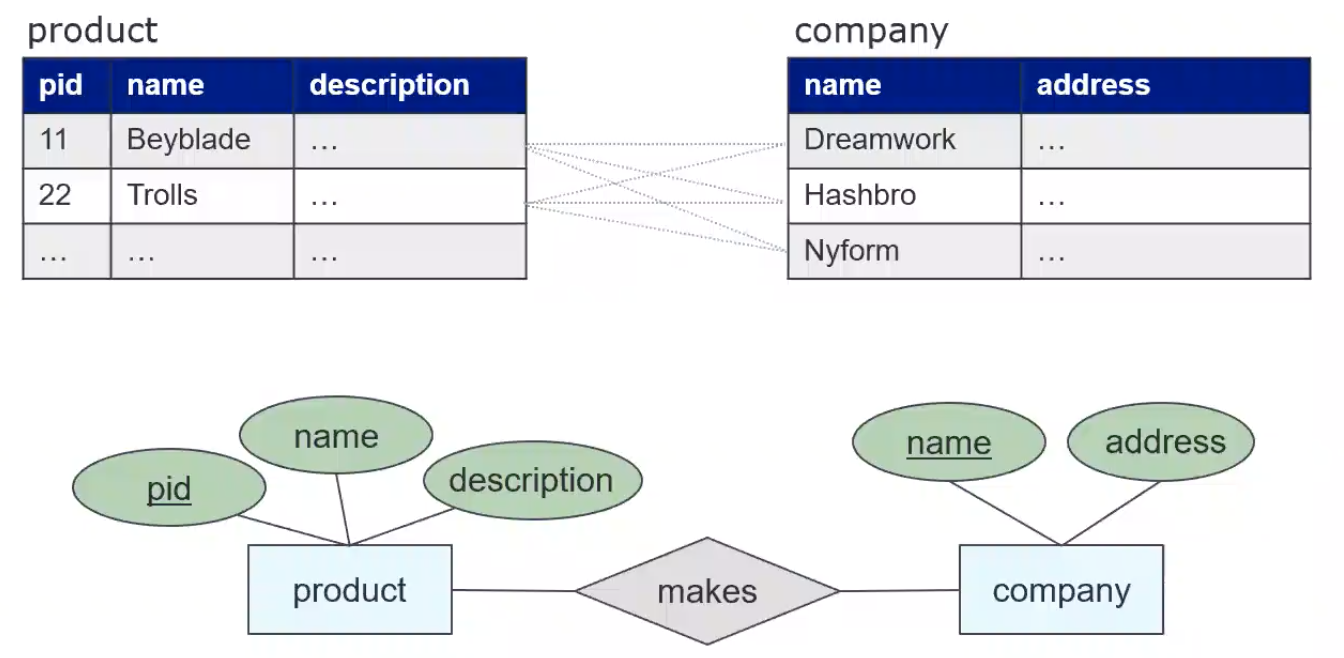 product
pid name description
11 Beyblade ...
22 Trolls ...
... ... ...
company
name address
Dreamwork ...
Hashbro ...
Nyform ...
pid
name
description
name
address
product
makes
company